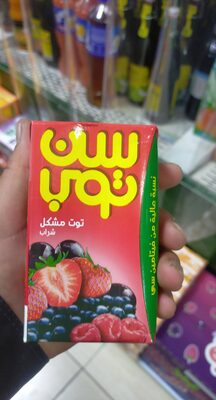 سن
توب
توت مشكل
شراب
نسبة عالية من فيتامين سي